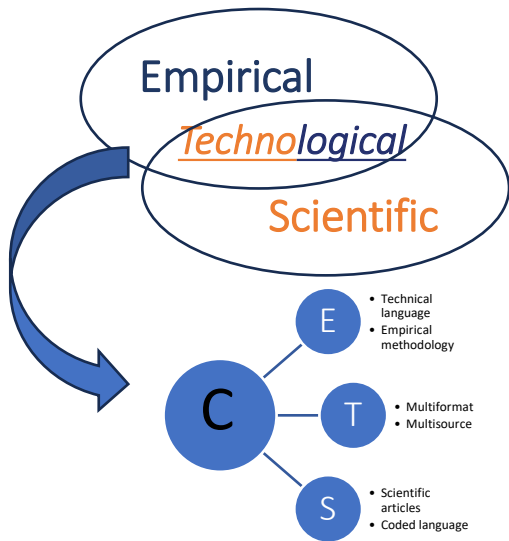 Empirical
Technological
Scientific
E
• Technical
language
• Empirical
methodology
C
T
• Multiformat
• Multisource
S
• Scientific
articles
• Coded language